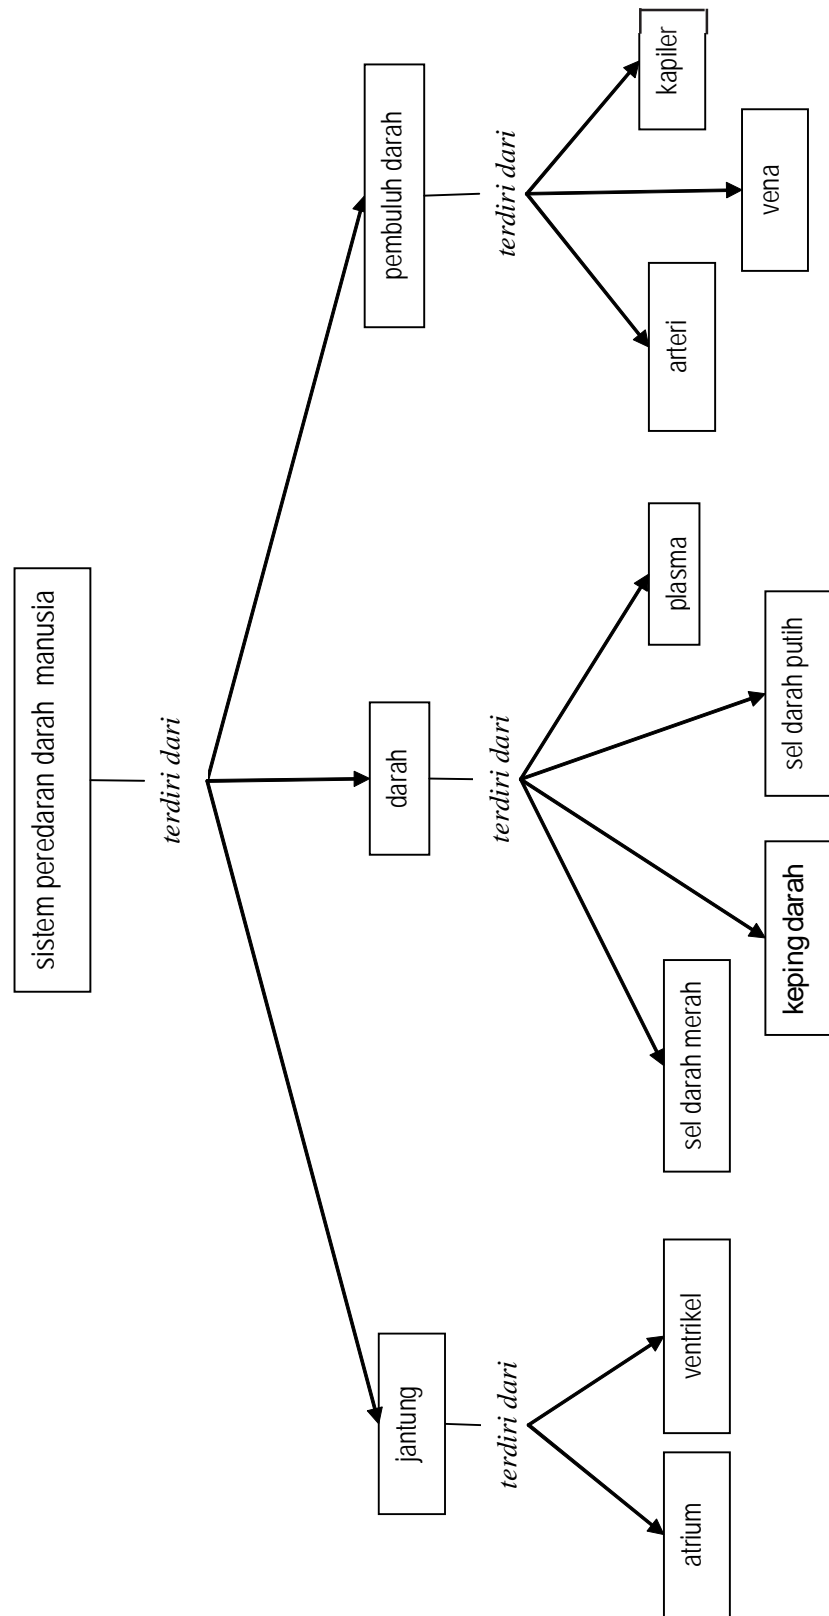 sistem peredaran darah manusia
terdiri dari
jantung
darah
pembuluh darah
terdiri dari
terdiri dari
terdiri dari
atrium
ventrikel
sel darah merah
keping darah
sel darah putih
plasma
arteri
vena
kapiler